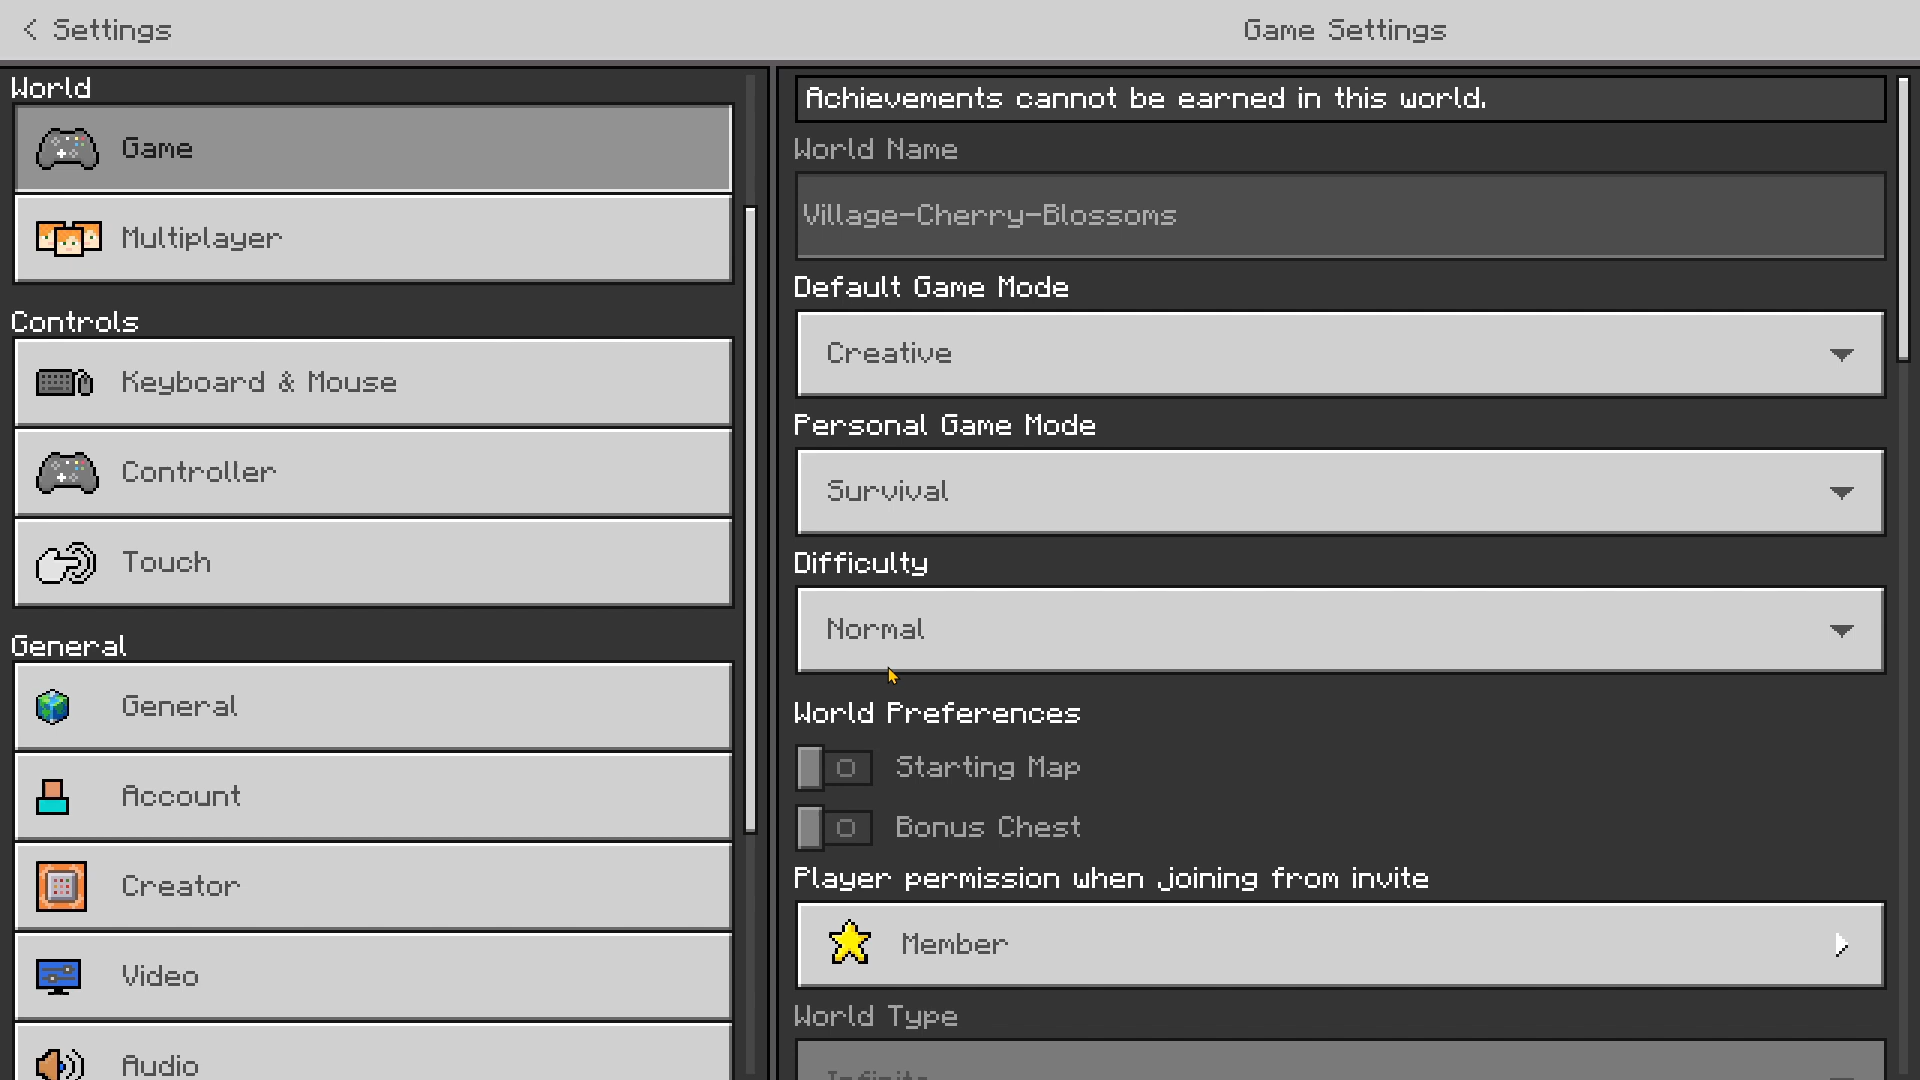 Settings
Game Settings
World
Game
Multiplayer
Controls
Keyboard & Mouse
Controller
Touch
General
General
Account
Creator
Video
Audio
Achievements cannot be earned in this world.
World Name
Village-Cherry-Blossoms
Default Game Mode
Creative
Personal Game Mode
Survival
Difficulty
Normal
World Preferences
Starting Map
Bonus Chest
Player permission when joining from invite
Member
World Type
Infinite